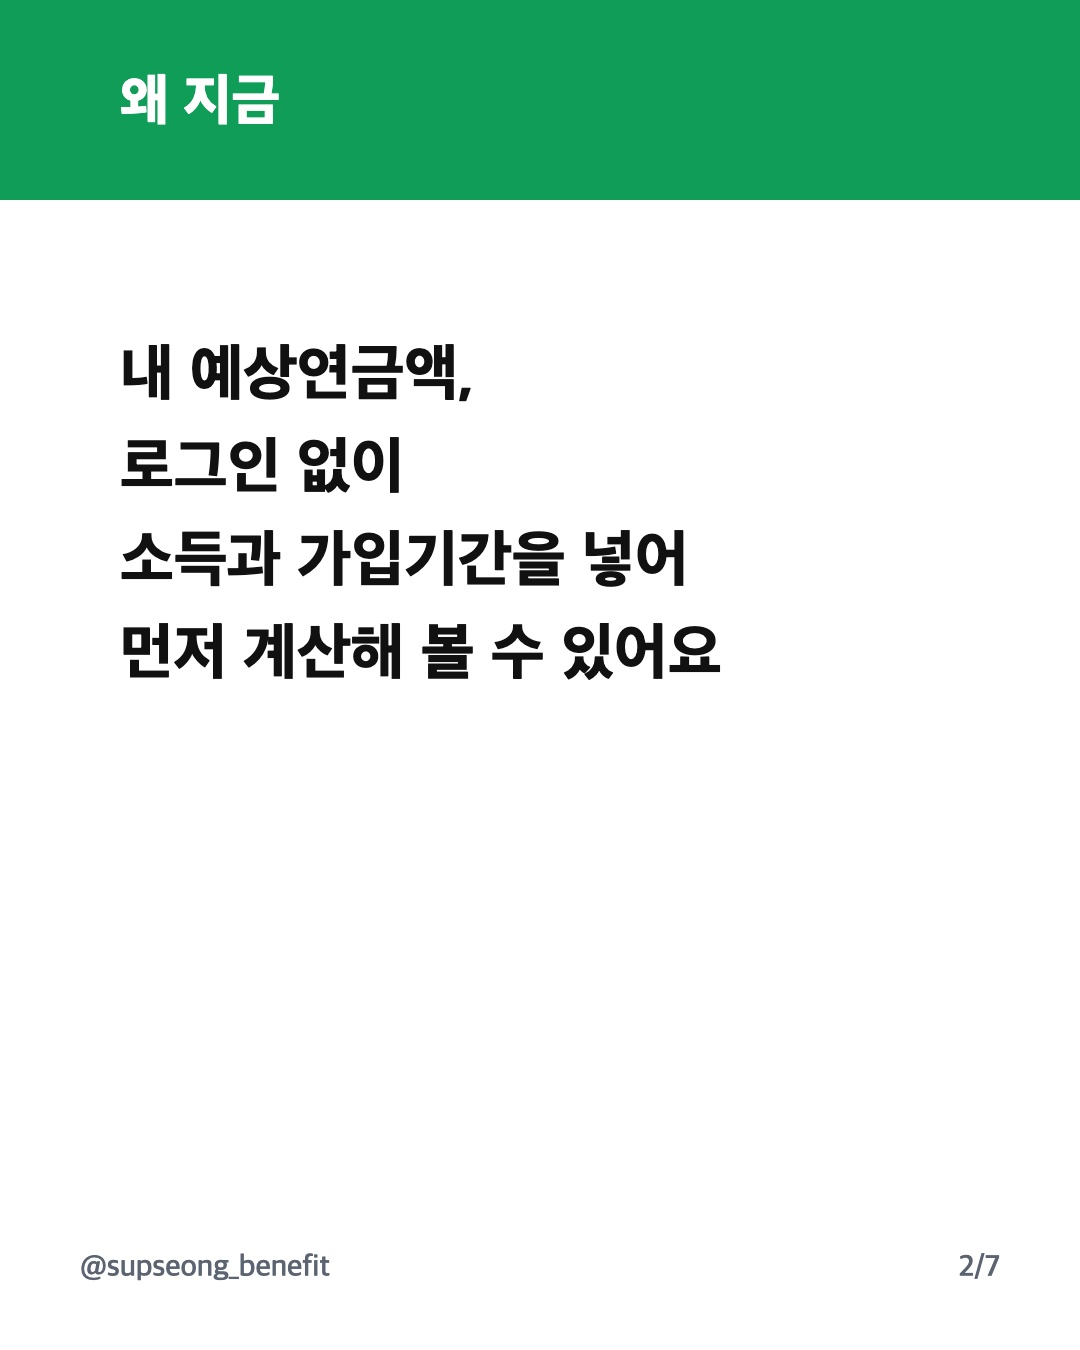 왜 지금
내 예상연금액,
로그인 없이
소득과 가입기간을 넣어
먼저 계산해 볼 수 있어요
@supseong_benefit
2/7